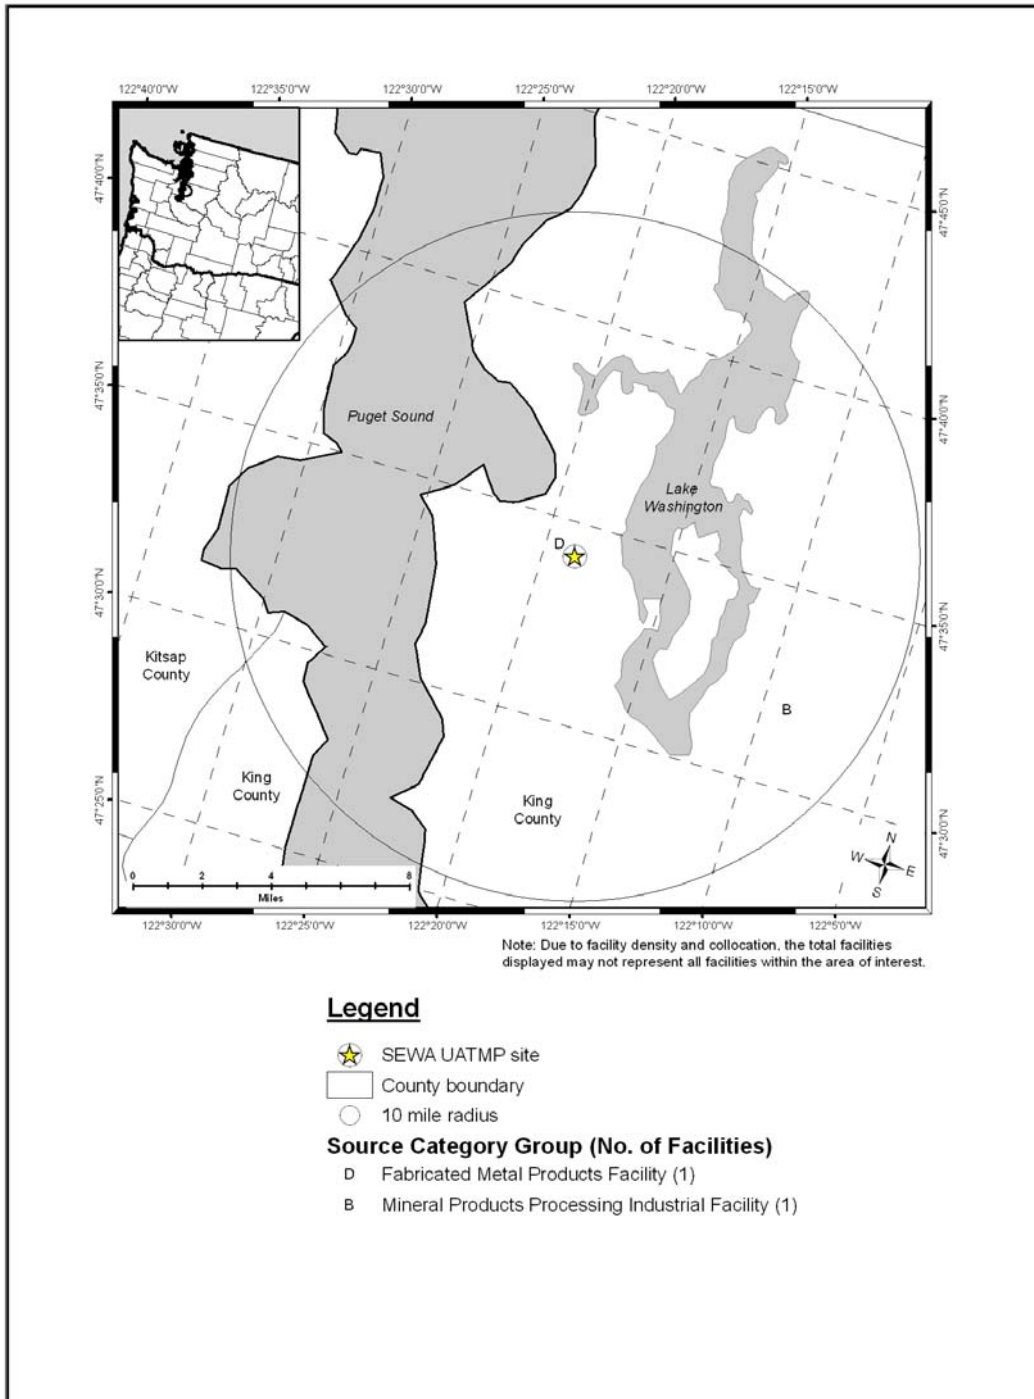 122°40'0"W 122°35'0"W 122°30'0"W 122°25'0"W 122°20'0"W 122°15'0"W
47°40'0"N
47°35'0"N
47°30'0"N
47°25'0"N
47°45'0"N
47°40'0"N
47°35'0"N
47°30'0"N
Puget Sound
Lake
Washington
D
Kitsap
County
B
King
County
King
County
N
W
E
S
0 2 4 8
Miles
122°30'0"W 122°25'0"W 122°20'0"W 122°15'0"W 122°10'0"W 122°5'0"W
Note: Due to facility density and collocation, the total facilities
displayed may not represent all facilities within the area of interest.
Legend
SEWA UATMP site
County boundary
10 mile radius
Source Category Group (No. of Facilities)
D Fabricated Metal Products Facility (1)
B Mineral Products Processing Industrial Facility (1)